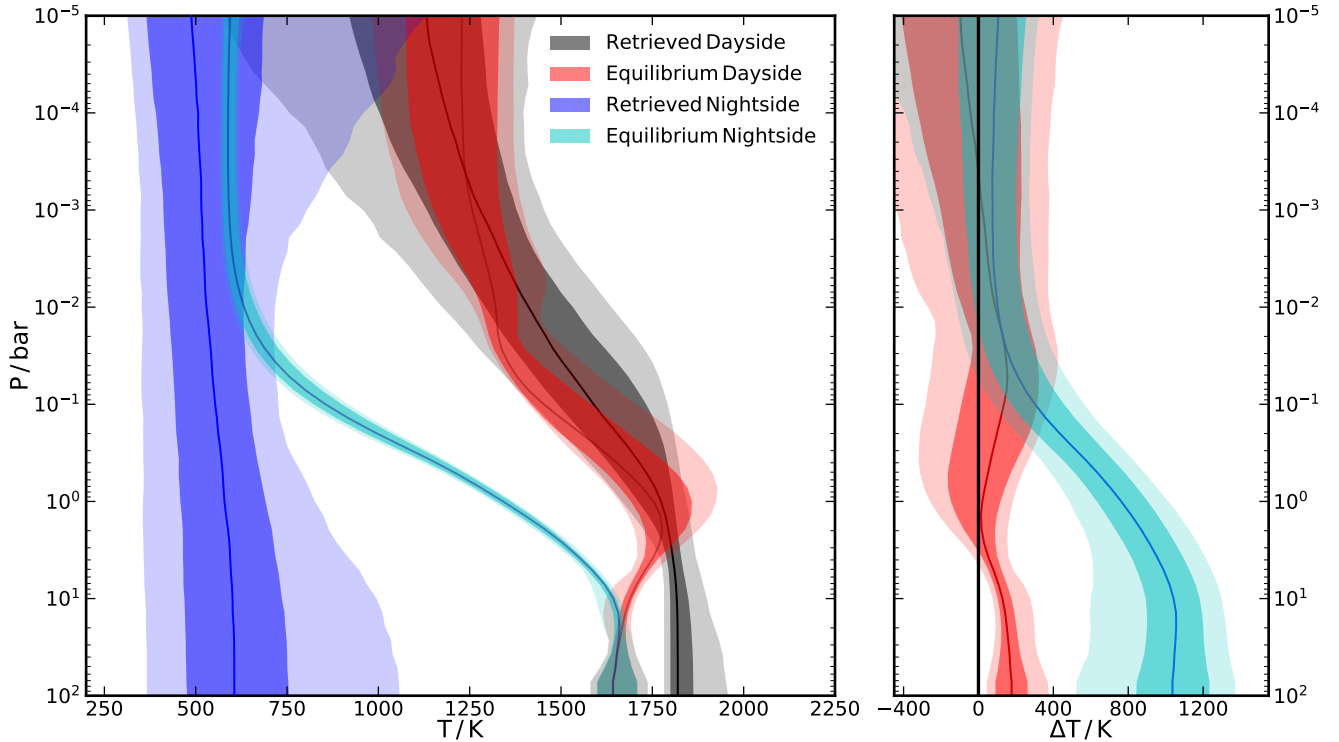 10⁻⁵
10⁻⁴
10⁻³
10⁻²
10⁻¹
10⁰
10¹
10²
P / bar
250 500 750 1000 1250 1500 1750 2000 2250
T / K
Retrieved Dayside
Equilibrium Dayside
Retrieved Nightside
Equilibrium Nightside
10⁻⁵
10⁻⁴
10⁻³
10⁻²
10⁻¹
10⁰
10¹
10²
−400 0 400 800 1200
ΔT / K